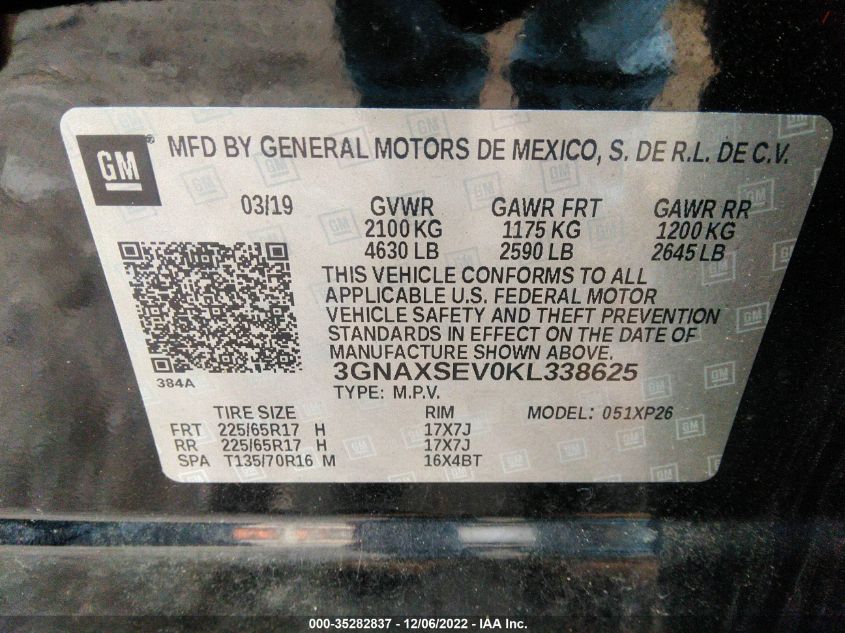 GM
MFD BY GENERAL MOTORS DE MEXICO, S. DE R.L. DE C.V.
03/19 GVWR GAWR FRT GAWR RR
2100 KG 1175 KG 1200 KG
4630 LB 2590 LB 2645 LB
THIS VEHICLE CONFORMS TO ALL
APPLICABLE U.S. FEDERAL MOTOR
VEHICLE SAFETY AND THEFT PREVENTION
STANDARDS IN EFFECT ON THE DATE OF
MANUFACTURE SHOWN ABOVE.
384A
3GNAXSEV0KL338625
TYPE: M.P.V.
TIRE SIZE RIM MODEL: 051XP26
FRT 225/65R17 H 17X7J
RR 225/65R17 H 17X7J
SPA T135/70R16 M 16X4BT
000-35282837 - 12/06/2022 - IAA Inc.